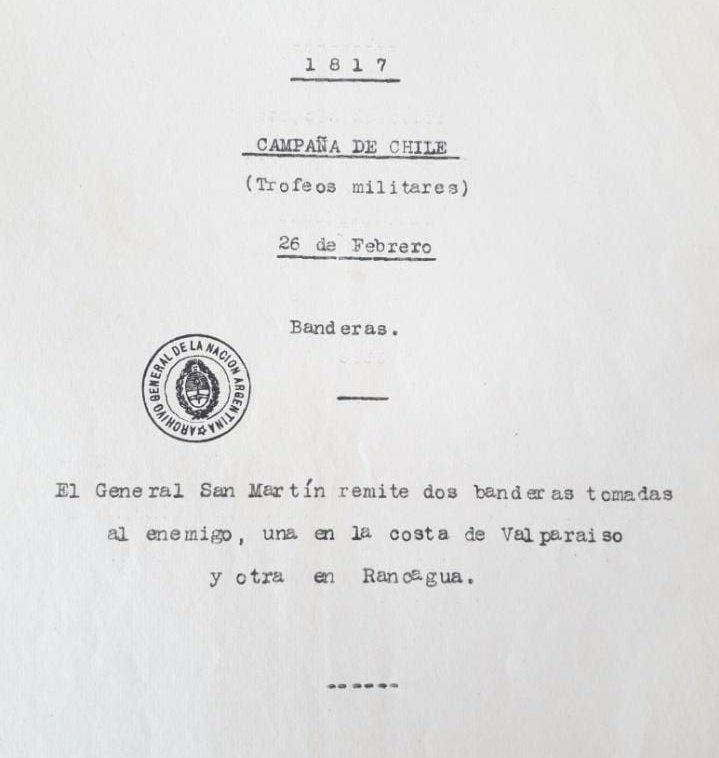 1 8 1 7
CAMPAÑA DE CHILE
(Trofeos militares)
26 de Febrero
Banderas.
ARCHIVO GENERAL DE LA NACION ARGENTINA
El General San Martín remite dos banderas tomadas
al enemigo, una en la costa de Valparaiso
y otra en Rancagua.